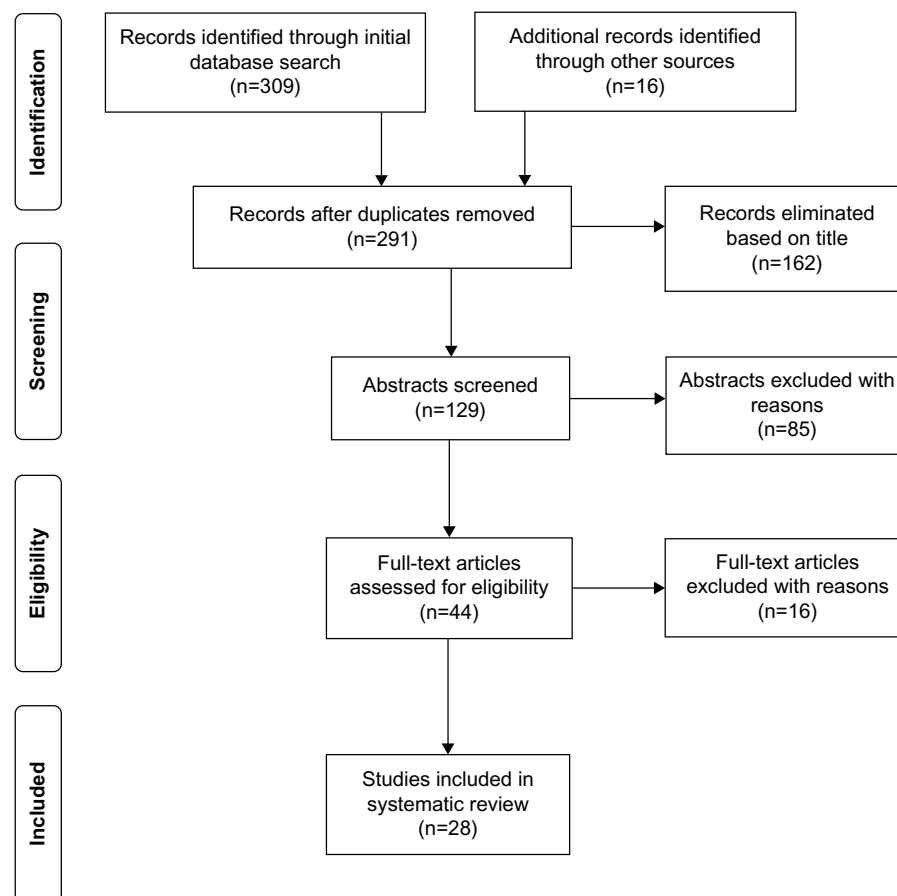 Identification
Records identified through initial
database search
(n=309)
Additional records identified
through other sources
(n=16)
Records after duplicates removed
(n=291)
Records eliminated
based on title
(n=162)
Screening
Abstracts screened
(n=129)
Abstracts excluded with
reasons
(n=85)
Eligibility
Full-text articles
assessed for eligibility
(n=44)
Full-text articles
excluded with reasons
(n=16)
Included
Studies included in
systematic review
(n=28)